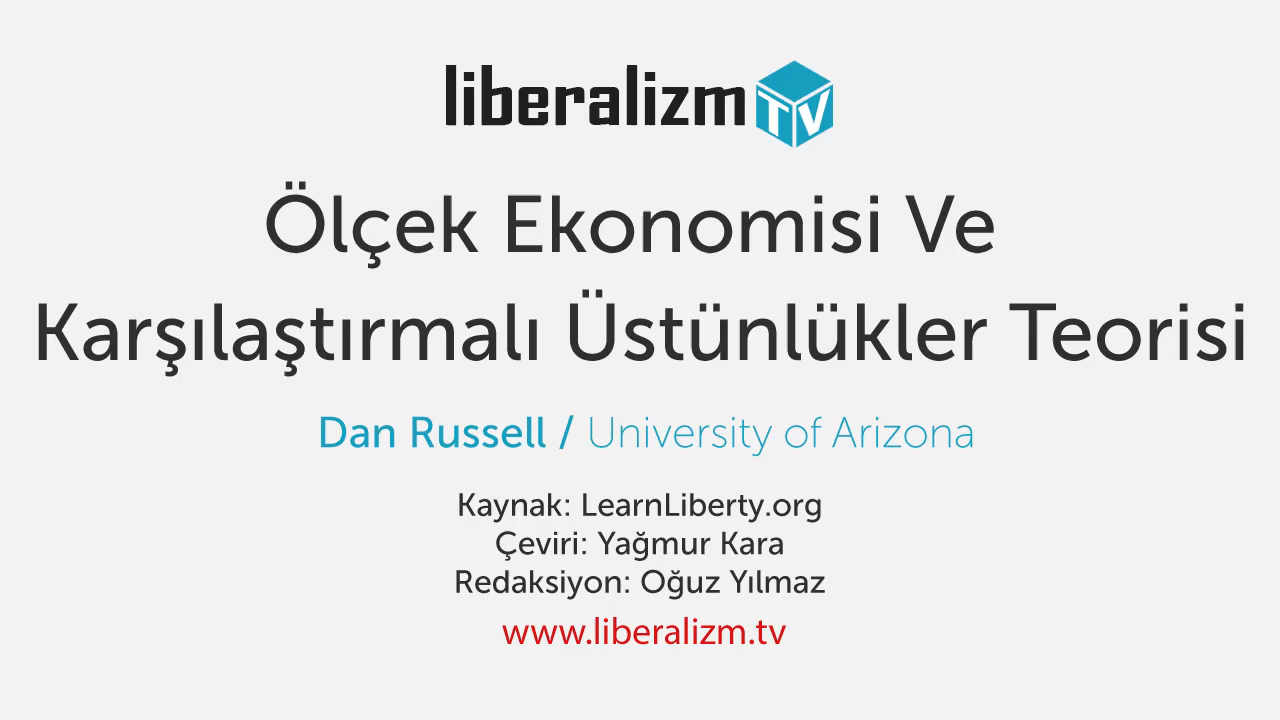 liberalizm TV
Ölçek Ekonomisi Ve
Karşılaştırmalı Üstünlükler Teorisi
Dan Russell / University of Arizona
Kaynak: LearnLiberty.org
Çeviri: Yağmur Kara
Redaksiyon: Oğuz Yılmaz
www.liberalizm.tv